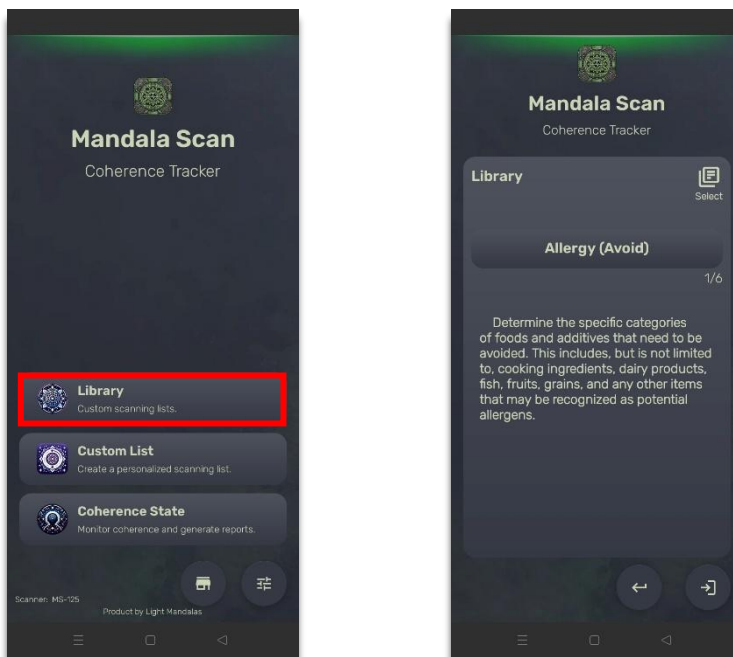 Mandala Scan
Coherence Tracker
Library
Custom scanning lists.
Custom List
Create a personalized scanning list.
Coherence State
Monitor coherence and generate reports.
Scanner: MS-125
Product by Light Mandalas
Mandala Scan
Coherence Tracker
Library
Select
Allergy (Avoid)
1/6
Determine the specific categories
of foods and additives that need to be
avoided. This includes, but is not limited
to, cooking ingredients, dairy products,
fish, fruits, grains, and any other items
that may be recognized as potential
allergens.